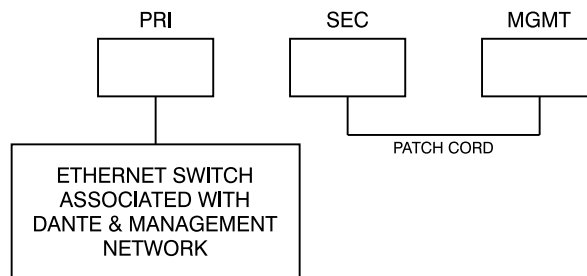 PRI
SEC
MGMT
PATCH CORD
ETHERNET SWITCH
ASSOCIATED WITH
DANTE & MANAGEMENT
NETWORK